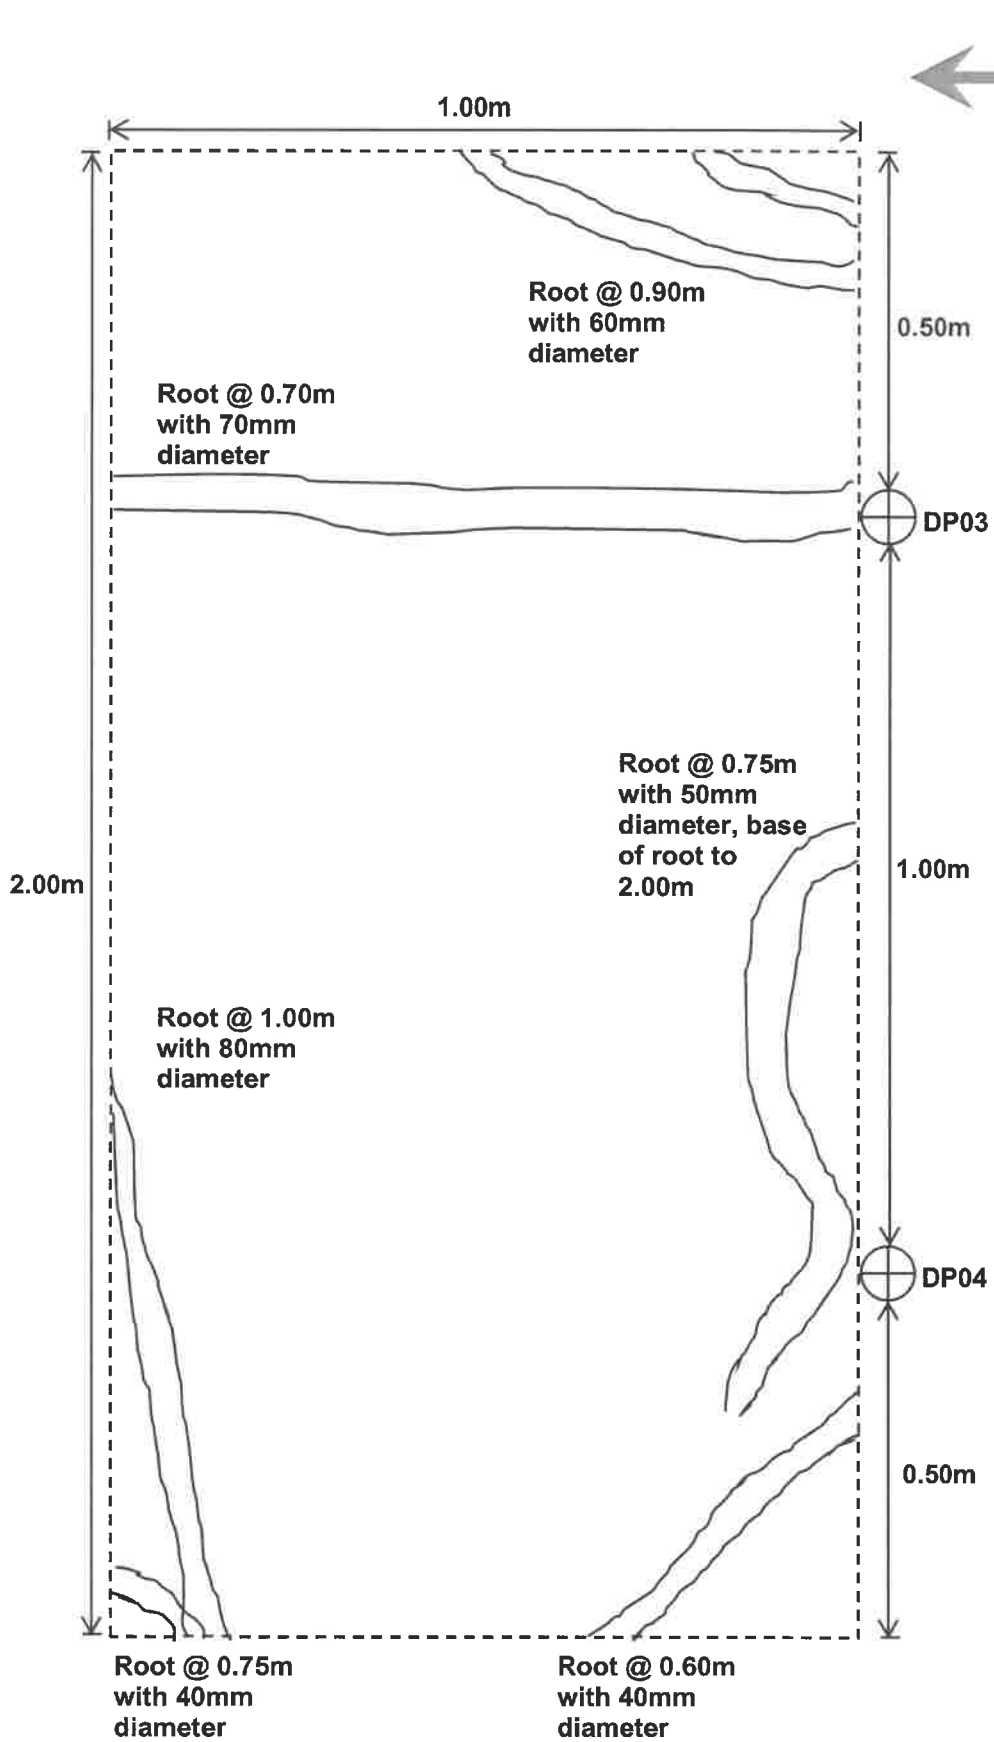 1.00m
Root @ 0.90m
with 60mm
diameter
0.50m
Root @ 0.70m
with 70mm
diameter
DP03
Root @ 0.75m
with 50mm
diameter, base
of root to
2.00m
1.00m
2.00m
Root @ 1.00m
with 80mm
diameter
DP04
0.50m
Root @ 0.75m
with 40mm
diameter
Root @ 0.60m
with 40mm
diameter